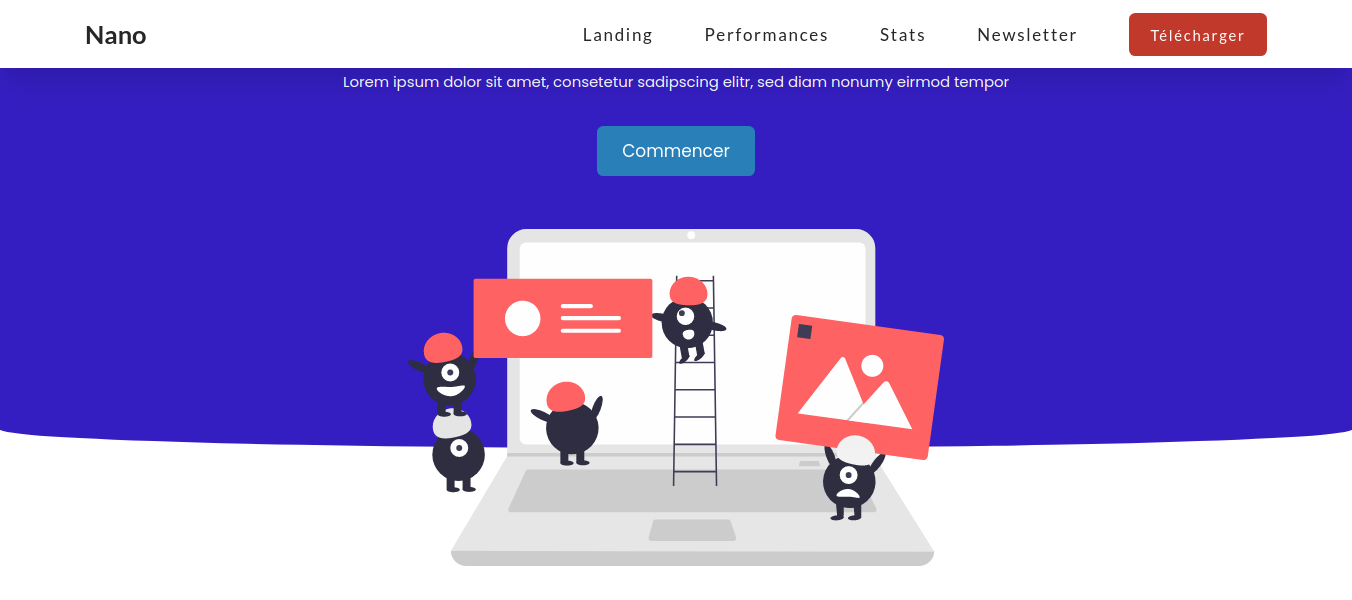 Nano
Landing Performances Stats Newsletter Télécharger
Lorem ipsum dolor sit amet, consetetur sadipscing elitr, sed diam nonumy eirmod tempor
Commencer